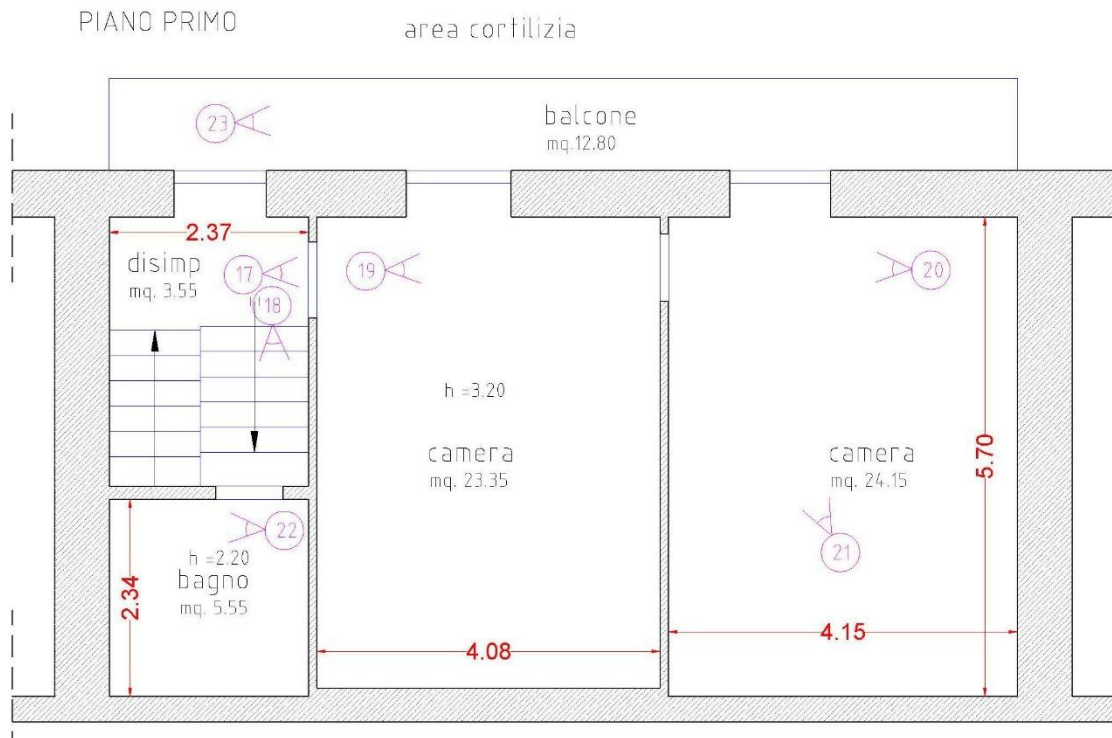 PIANO PRIMO
area cortilizia
23
balcone
mq.12.80
2.37
disimp
mq. 3.55
17
18
19
20
h =3.20
camera
mq. 23.35
camera
mq. 24.15
5.70
22
21
h =2.20
bagno
mq. 5.55
2.34
4.08
4.15